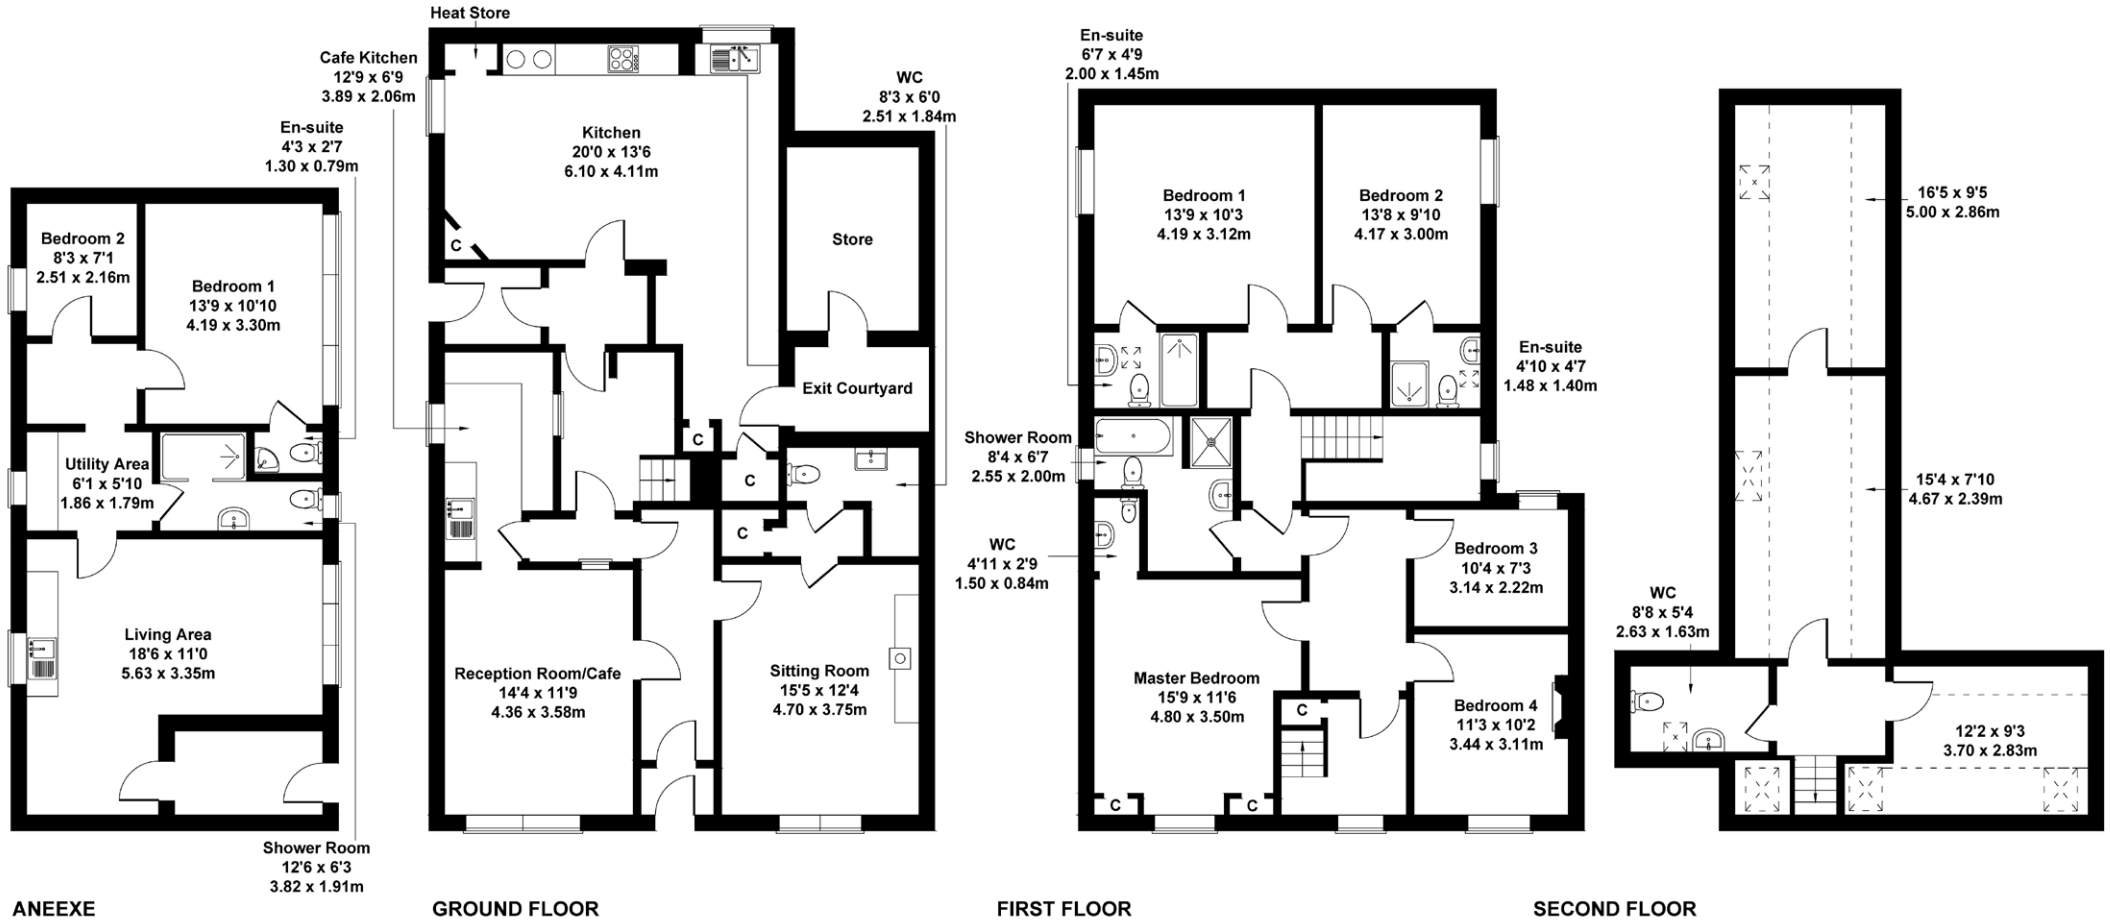 ANEEXE
Bedroom 2
8'3 x 7'1
2.51 x 2.16m
Bedroom 1
13'9 x 10'10
4.19 x 3.30m
En-suite
4'3 x 2'7
1.30 x 0.79m
Utility Area
6'1 x 5'10
1.86 x 1.79m
Living Area
18'6 x 11'0
5.63 x 3.35m
Shower Room
12'6 x 6'3
3.82 x 1.91m
GROUND FLOOR
Heat Store
Cafe Kitchen
12'9 x 6'9
3.89 x 2.06m
Kitchen
20'0 x 13'6
6.10 x 4.11m
C
WC
8'3 x 6'0
2.51 x 1.84m
Store
Exit Courtyard
C
C
C
Reception Room/Cafe
14'4 x 11'9
4.36 x 3.58m
Sitting Room
15'5 x 12'4
4.70 x 3.75m
FIRST FLOOR
En-suite
6'7 x 4'9
2.00 x 1.45m
Bedroom 1
13'9 x 10'3
4.19 x 3.12m
Bedroom 2
13'8 x 9'10
4.17 x 3.00m
En-suite
4'10 x 4'7
1.48 x 1.40m
Shower Room
8'4 x 6'7
2.55 x 2.00m
WC
4'11 x 2'9
1.50 x 0.84m
Bedroom 3
10'4 x 7'3
3.14 x 2.22m
Master Bedroom
15'9 x 11'6
4.80 x 3.50m
C
Bedroom 4
11'3 x 10'2
3.44 x 3.11m
C
C
SECOND FLOOR
16'5 x 9'5
5.00 x 2.86m
15'4 x 7'10
4.67 x 2.39m
WC
8'8 x 5'4
2.63 x 1.63m
12'2 x 9'3
3.70 x 2.83m